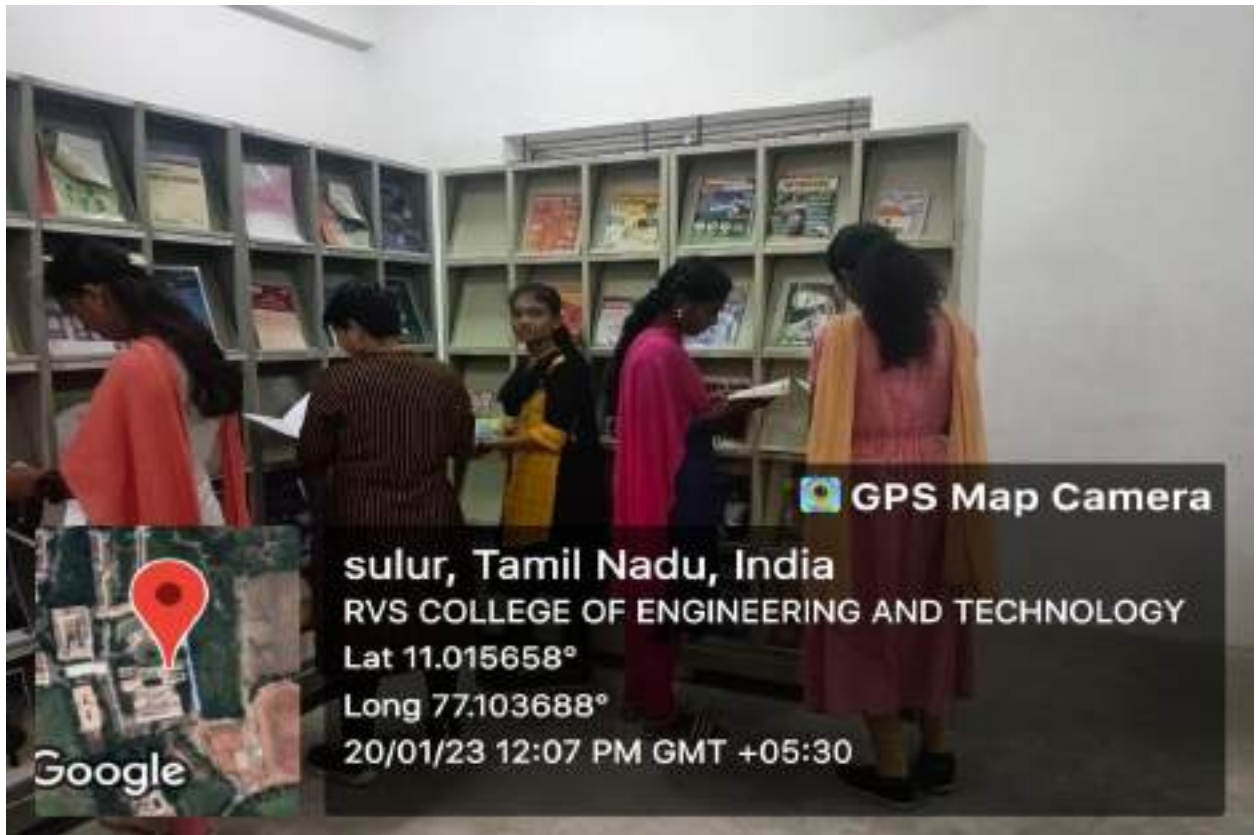 GPS Map Camera
sulur, Tamil Nadu, India
RVS COLLEGE OF ENGINEERING AND TECHNOLOGY
Lat 11.015658°
Long 77.103688°
20/01/23 12:07 PM GMT +05:30
Google